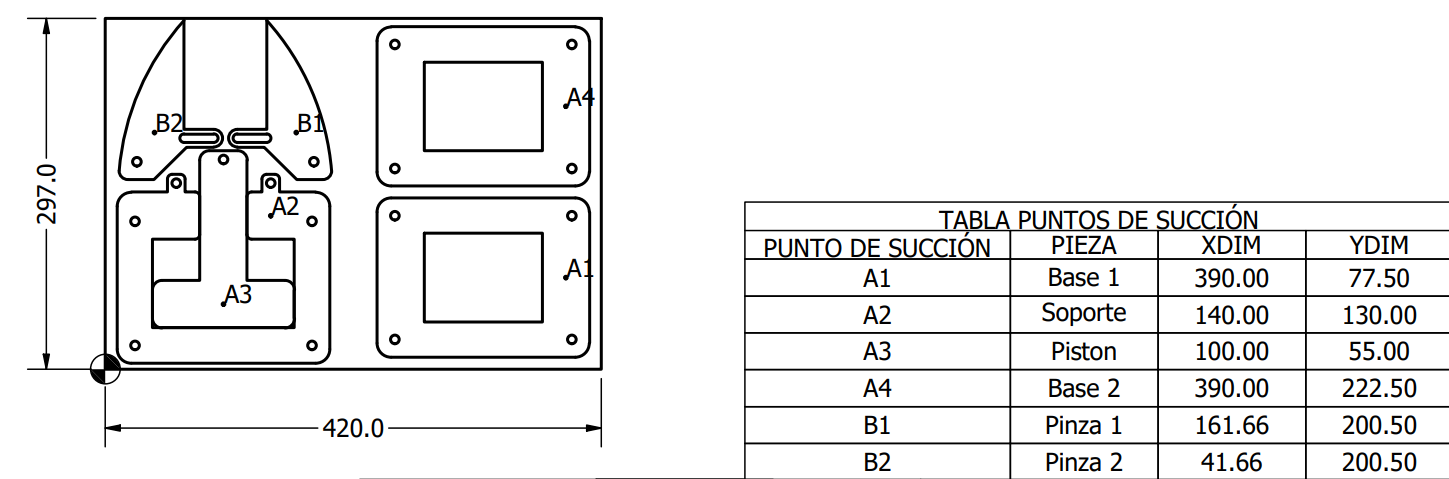 B2
B1
A4
A2
A1
A3
297.0
420.0
TABLA PUNTOS DE SUCCIÓN
PUNTO DE SUCCIÓN PIEZA XDIM YDIM
A1 Base 1 390.00 77.50
A2 Soporte 140.00 130.00
A3 Piston 100.00 55.00
A4 Base 2 390.00 222.50
B1 Pinza 1 161.66 200.50
B2 Pinza 2 41.66 200.50